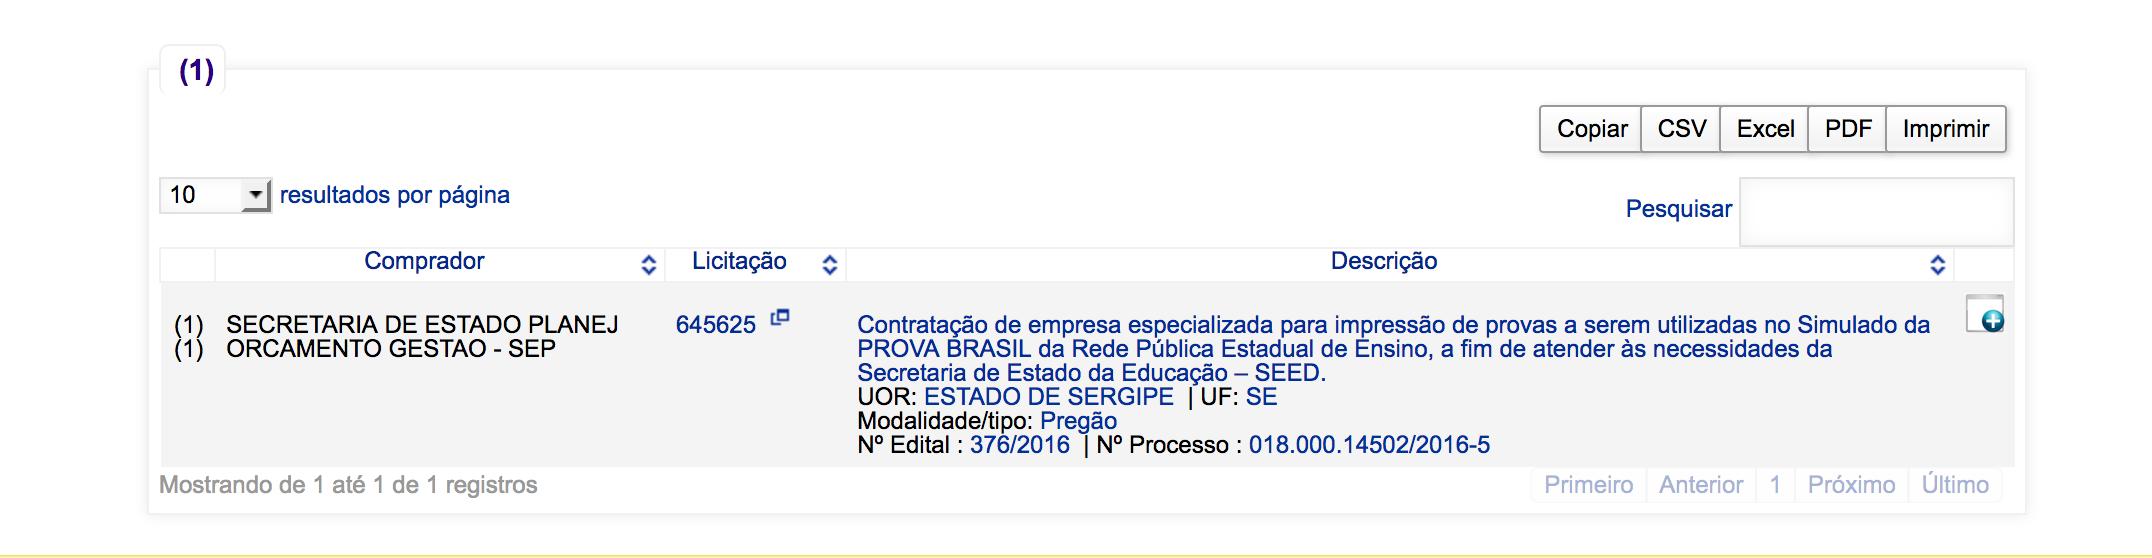 (1)
Copiar CSV Excel PDF Imprimir
10 resultados por página
Pesquisar
Comprador Licitação Descrição
(1) SECRETARIA DE ESTADO PLANEJ 645625 Contratação de empresa especializada para impressão de provas a serem utilizadas no Simulado da
(1) ORCAMENTO GESTAO - SEP PROVA BRASIL da Rede Pública Estadual de Ensino, a fim de atender às necessidades da
Secretaria de Estado da Educação – SEED.
UOR: ESTADO DE SERGIPE | UF: SE
Modalidade/tipo: Pregão
Nº Edital : 376/2016 | Nº Processo : 018.000.14502/2016-5
Mostrando de 1 até 1 de 1 registros Primeiro Anterior 1 Próximo Último